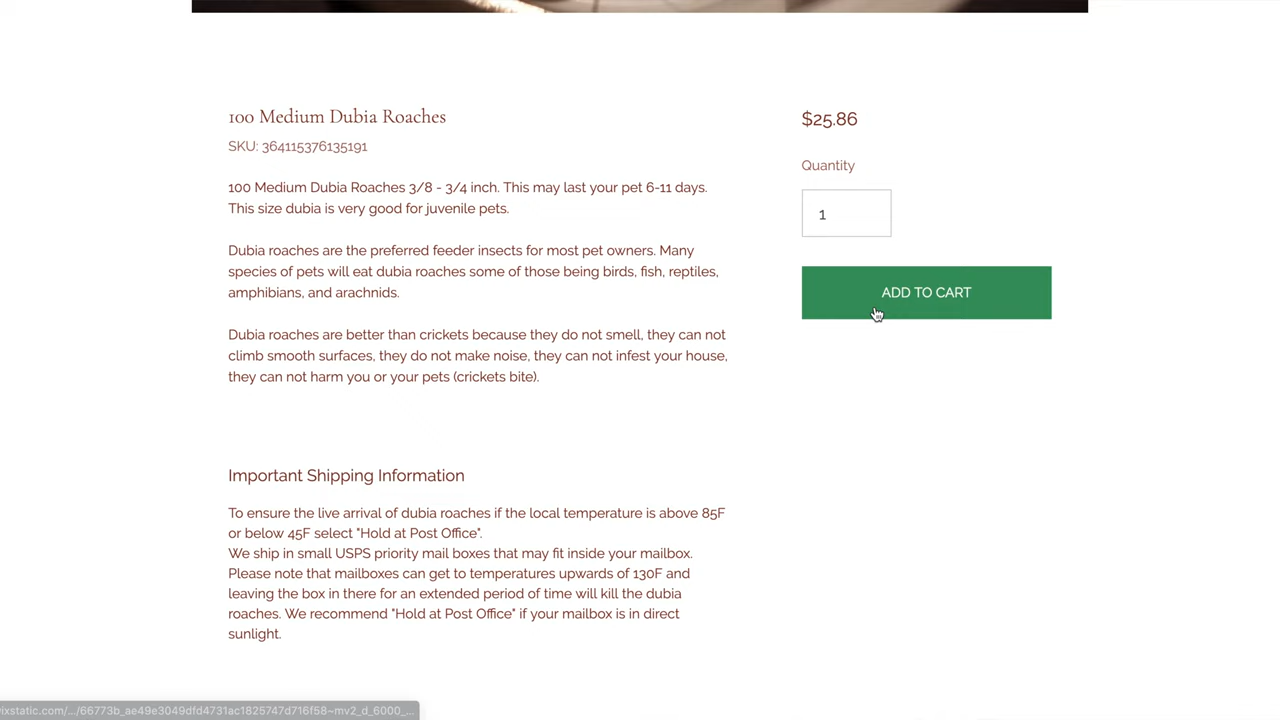 100 Medium Dubia Roaches
SKU: 364115376135191
100 Medium Dubia Roaches 3/8 - 3/4 inch. This may last your pet 6-11 days.
This size dubia is very good for juvenile pets.
Dubia roaches are the preferred feeder insects for most pet owners. Many
species of pets will eat dubia roaches some of those being birds, fish, reptiles,
amphibians, and arachnids.
Dubia roaches are better than crickets because they do not smell, they can not
climb smooth surfaces, they do not make noise, they can not infest your house,
they can not harm you or your pets (crickets bite).
Important Shipping Information
To ensure the live arrival of dubia roaches if the local temperature is above 85F
or below 45F select "Hold at Post Office".
We ship in small USPS priority mail boxes that may fit inside your mailbox.
Please note that mailboxes can get to temperatures upwards of 130F and
leaving the box in there for an extended period of time will kill the dubia
roaches. We recommend "Hold at Post Office" if your mailbox is in direct
sunlight.
$25.86
Quantity
1
ADD TO CART
ixstatic.com/.../66773b_ae49e3049dfd4731ac1825747d716f58~mv2_d_6000_...